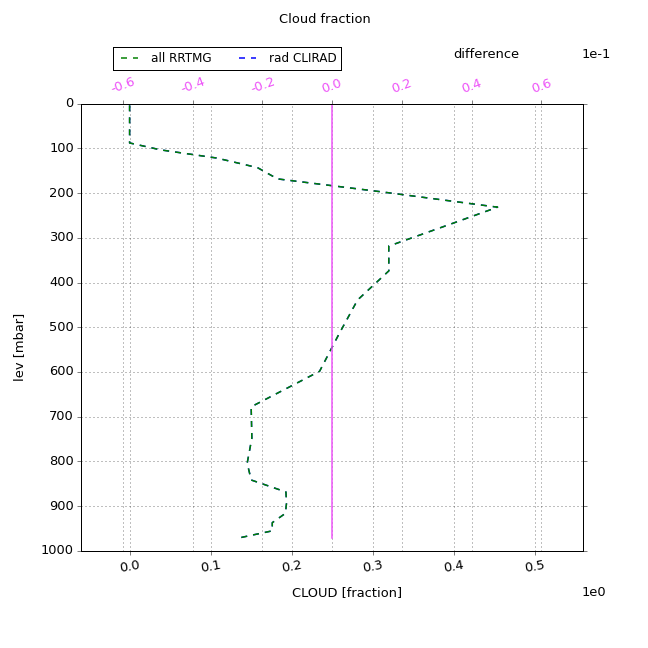 Cloud fraction
all RRTMG rad CLIRAD difference 1e-1
-0.6 -0.4 -0.2 0.0 0.2 0.4 0.6
0
100
200
300
400
500
600
700
800
900
1000
lev [mbar]
0.0 0.1 0.2 0.3 0.4 0.5
CLOUD [fraction] 1e0